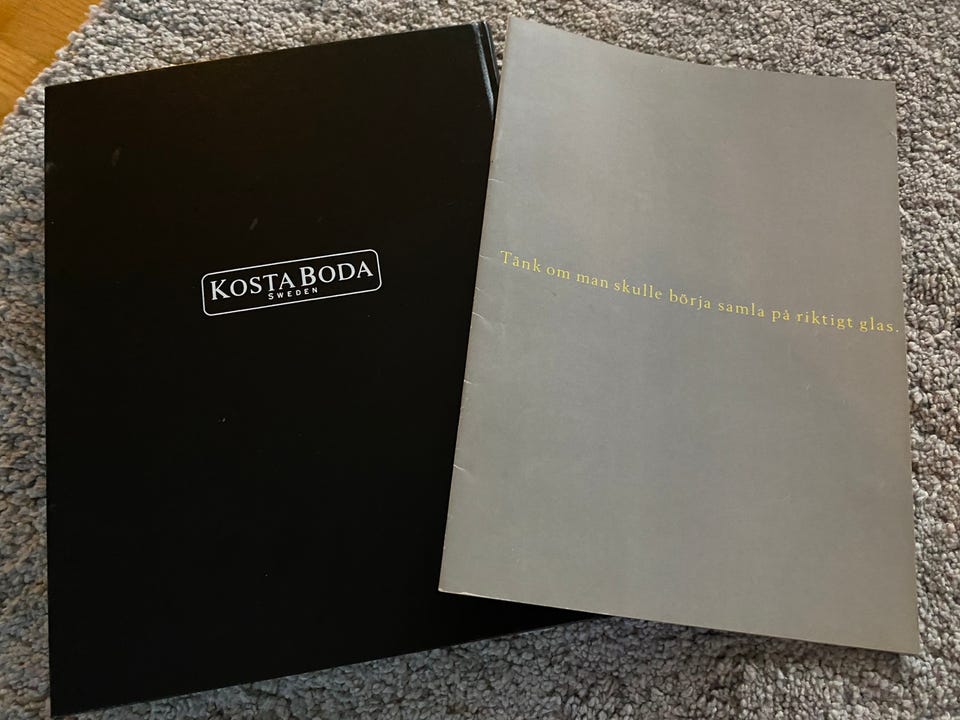 KOSTA BODA
SWEDEN
Tänk om man skulle börja samla på riktigt glas.